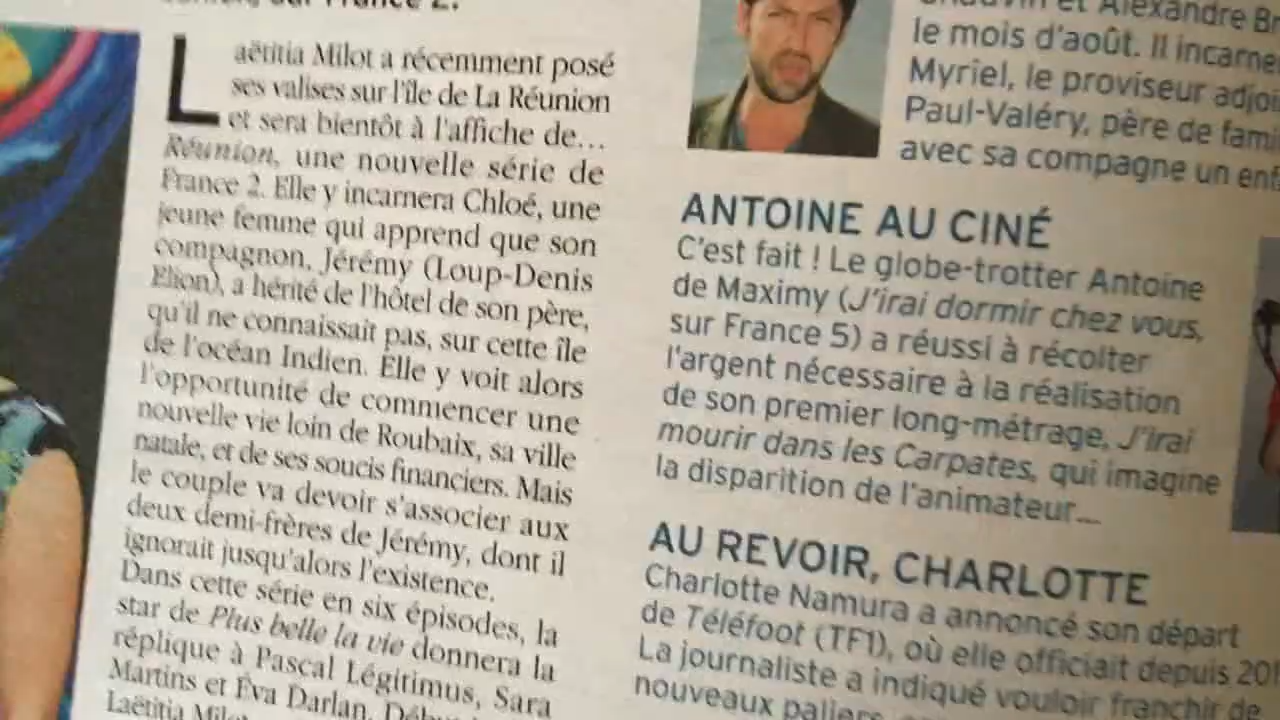 sur France 2.
Laëtitia Milot a récemment posé
ses valises sur l'île de La Réunion
et sera bientôt à l'affiche de...
Réunion, une nouvelle série de
France 2. Elle y incarnera Chloé, une
jeune femme qui apprend que son
compagnon, Jérémy (Loup-Denis
Elion), a hérité de l'hôtel de son père,
qu'il ne connaissait pas, sur cette île
de l'océan Indien. Elle y voit alors
l'opportunité de commencer une
nouvelle vie loin de Roubaix, sa ville
natale, et de ses soucis financiers. Mais
le couple va devoir s'associer aux
deux demi-frères de Jérémy, dont il
ignorait jusqu'alors l'existence.
Dans cette série en six épisodes, la
star de Plus belle la vie donnera la
réplique à Pascal Légitimus, Sara
Martins et Éva Darlan.
Laëtitia
et Alexandre
le mois d'août. Il incarne
Myriel, le proviseur
Paul-Valéry, père de
avec sa compagne un
ANTOINE AU CINÉ
C'est fait ! Le globe-trotter Antoine
de Maximy (J'irai dormir chez vous,
sur France 5) a réussi à récolter
l'argent nécessaire à la réalisation
de son premier long-métrage, J'irai
mourir dans les Carpates, qui imagine
la disparition de l'animateur...
AU REVOIR, CHARLOTTE
Charlotte Namura a annoncé son départ
de Téléfoot (TF1), où elle officiait depuis
La journaliste a indiqué vouloir franchir de
nouveaux paliers